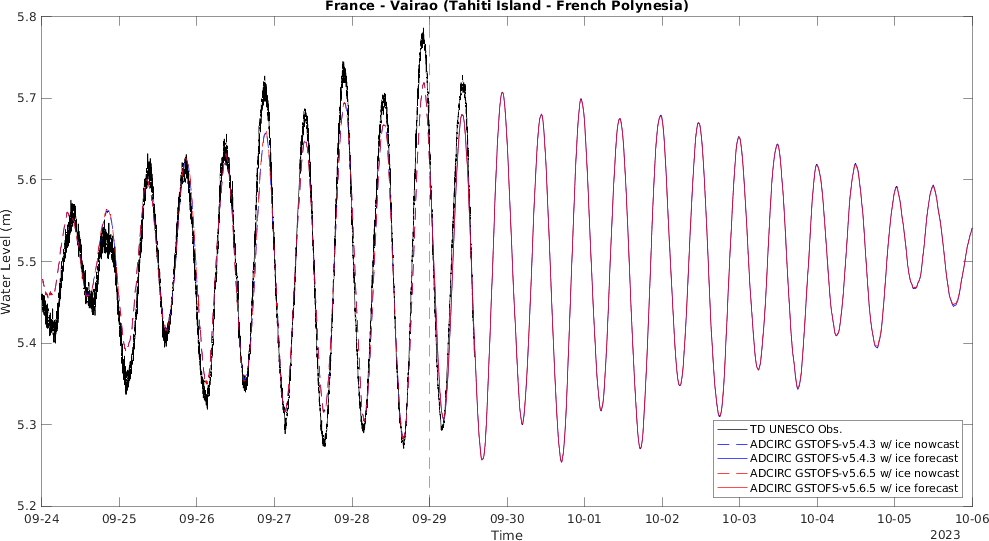 France - Vairao (Tahiti Island - French Polynesia)
5.8
5.7
5.6
5.5
5.4
5.3
5.2
Water Level (m)
TD UNESCO Obs.
ADCIRC GSTOFS-v5.4.3 w/ ice nowcast
ADCIRC GSTOFS-v5.4.3 w/ ice forecast
ADCIRC GSTOFS-v5.6.5 w/ ice nowcast
ADCIRC GSTOFS-v5.6.5 w/ ice forecast
09-24 09-25 09-26 09-27 09-28 09-29 09-30 10-01 10-02 10-03 10-04 10-05 10-06
Time
2023